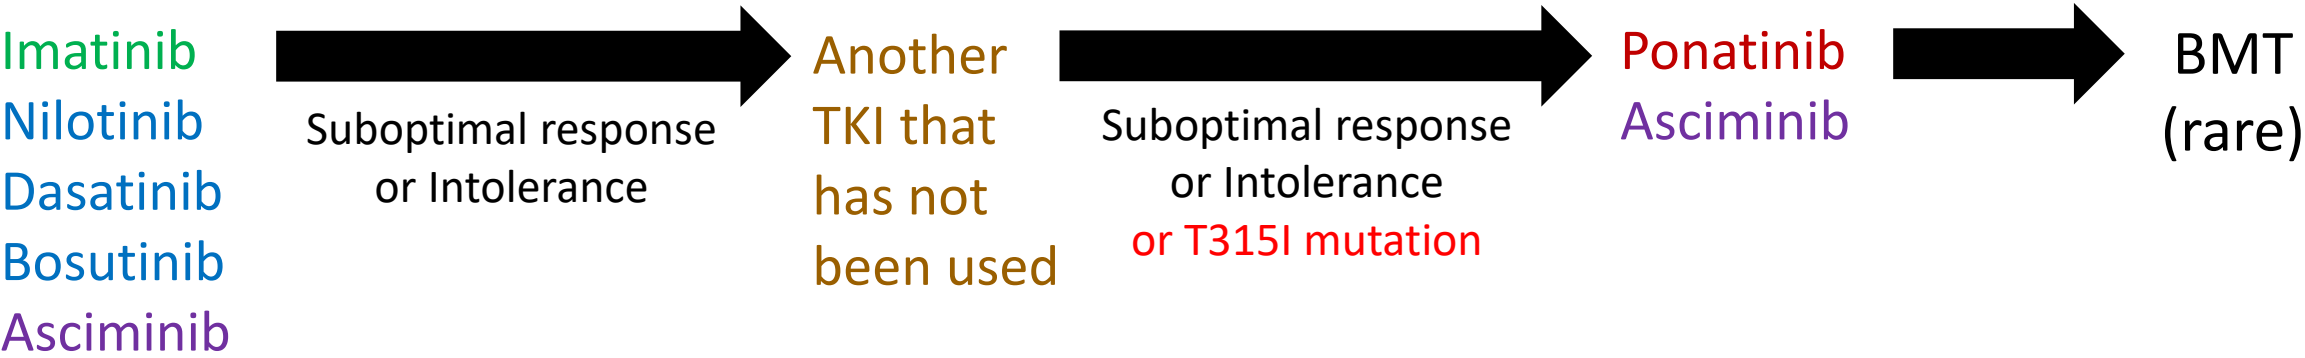 Imatinib
Nilotinib
Dasatinib
Bosutinib
Asciminib
Suboptimal response
or Intolerance
Another
TKI that
has not
been used
Suboptimal response
or Intolerance
or T315I mutation
Ponatinib
Asciminib
BMT
(rare)